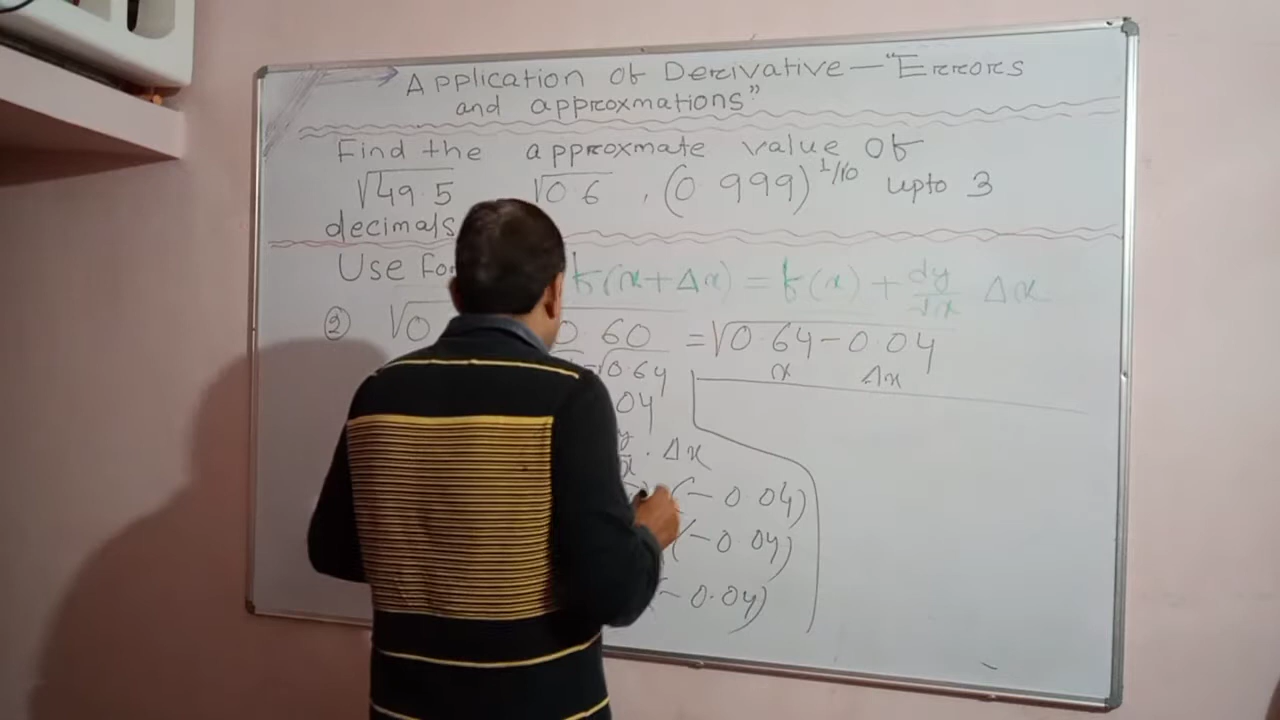 Application of Derivative — "Errors
and approxmations"
Find the approxmate value of
√49.5 √0.6 , (0.999)^1/10 upto 3
decimals
Use f(x+Δx) = f(x) + dy/dx Δx
② √0 0.60 = √0.64-0.04
√0.64 x Δx
04
· Δx
(-0.04)
(-0.04)
(-0.04)